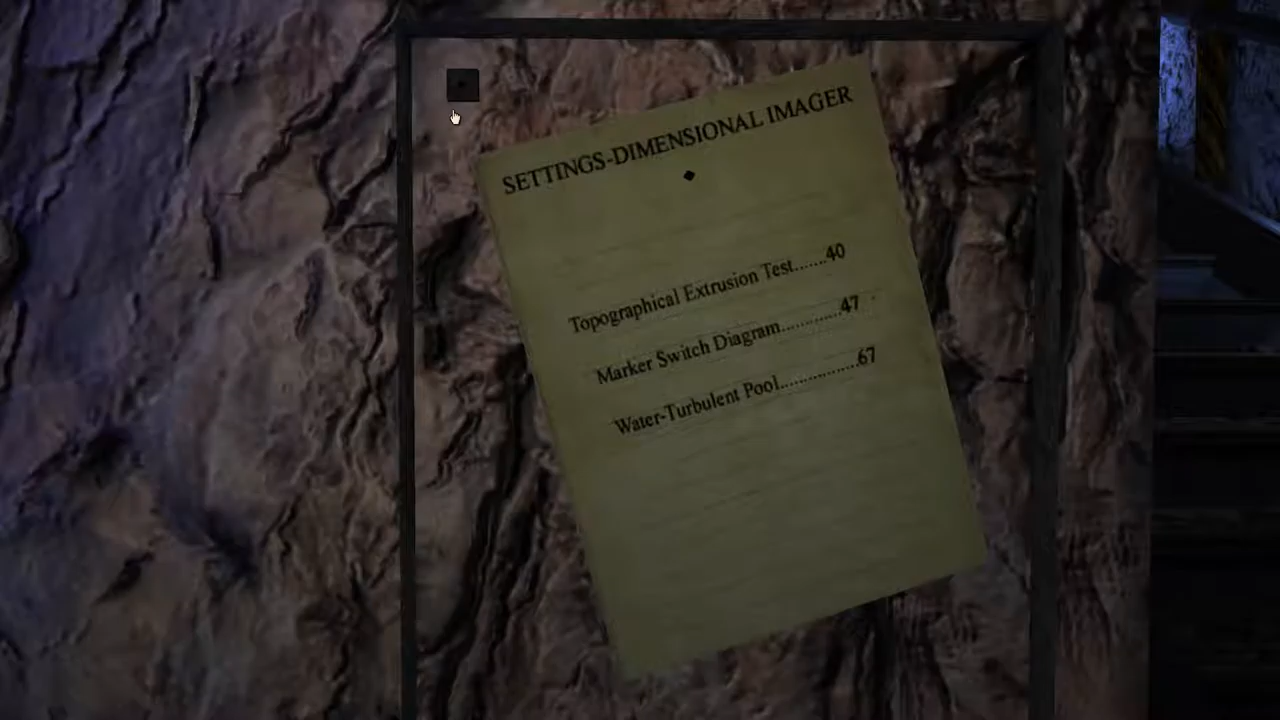 SETTINGS-DIMENSIONAL IMAGER
Topographical Extrusion Test.......40
Marker Switch Diagram.............47
Water-Turbulent Pool.................67